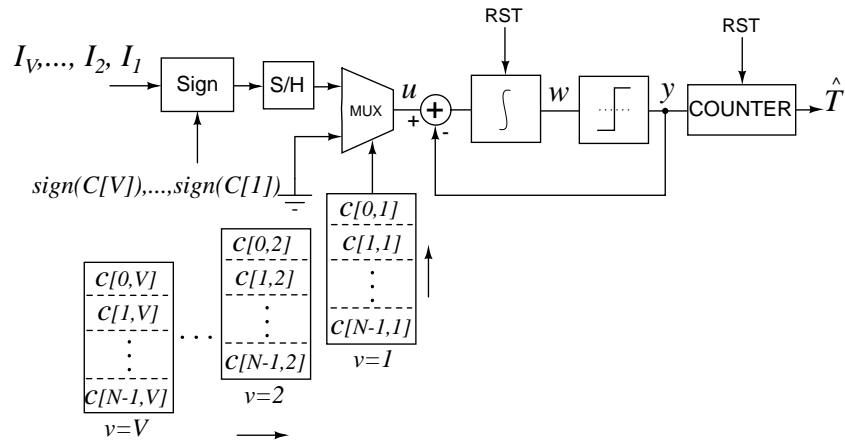 RST
RST
I_V,..., I_2, I_1
Sign
S/H
MUX
u
+
+
-
∫
w
y
COUNTER
T̂
sign(C[V]),...,sign(C[1])
c[0,1]
c[1,1]
c[N-1,1]
v=1
c[0,2]
c[1,2]
c[N-1,2]
v=2
...
c[0,V]
c[1,V]
c[N-1,V]
v=V